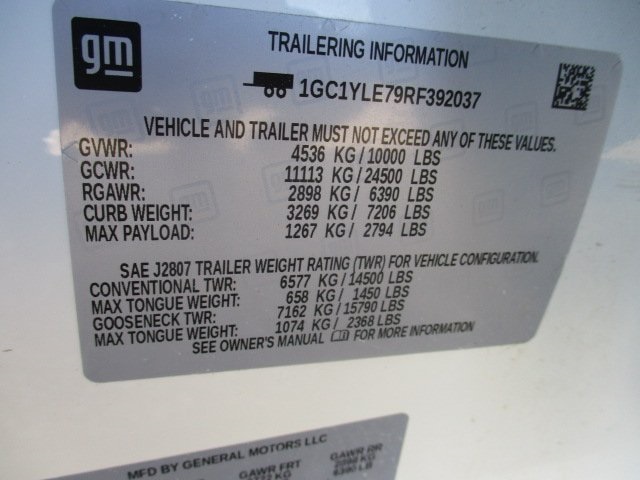 gm
TRAILERING INFORMATION
1GC1YLE79RF392037
VEHICLE AND TRAILER MUST NOT EXCEED ANY OF THESE VALUES.
GVWR: 4536 KG/10000 LBS
GCWR: 11113 KG/24500 LBS
RGAWR: 2898 KG/ 6390 LBS
CURB WEIGHT: 3269 KG/ 7206 LBS
MAX PAYLOAD: 1267 KG/ 2794 LBS
SAE J2807 TRAILER WEIGHT RATING (TWR) FOR VEHICLE CONFIGURATION.
CONVENTIONAL TWR: 6577 KG/14500 LBS
MAX TONGUE WEIGHT: 658 KG/ 1450 LBS
GOOSENECK TWR: 7162 KG/15790 LBS
MAX TONGUE WEIGHT: 1074 KG/ 2368 LBS
SEE OWNER'S MANUAL FOR MORE INFORMATION
MFD BY GENERAL MOTORS LLC
GAWR FRT GAWR RR
2898 KG
6390 LB